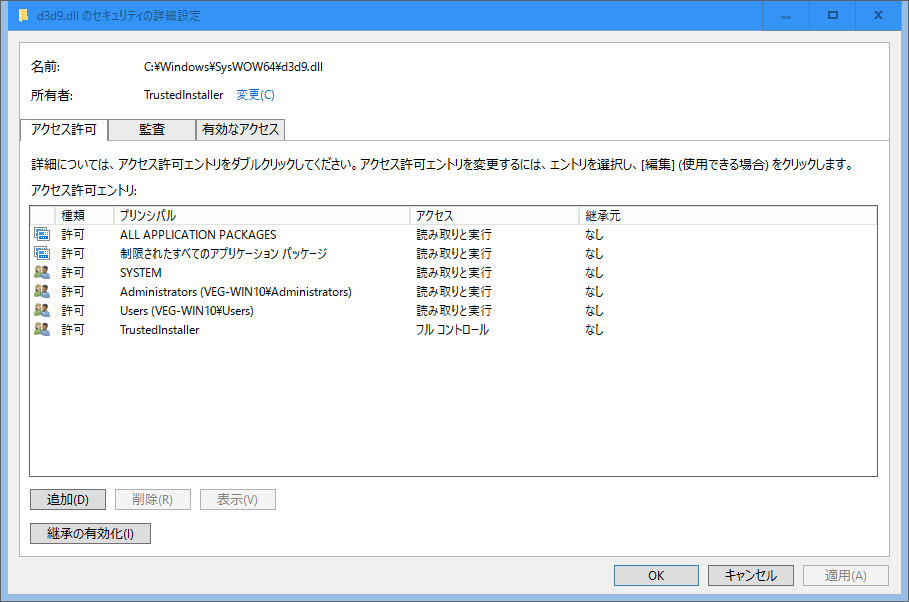 d3d9.dll のセキュリティの詳細設定
名前: C:¥Windows¥SysWOW64¥d3d9.dll
所有者: TrustedInstaller 変更(C)
アクセス許可 監査 有効なアクセス
詳細については、アクセス許可エントリをダブルクリックしてください。アクセス許可エントリを変更するには、エントリを選択し、[編集] (使用できる場合) をクリックします。
アクセス許可エントリ:
種類 プリンシパル アクセス 継承元
許可 ALL APPLICATION PACKAGES 読み取りと実行 なし
許可 制限されたすべてのアプリケーション パッケージ 読み取りと実行 なし
許可 SYSTEM 読み取りと実行 なし
許可 Administrators (VEG-WIN10¥Administrators) 読み取りと実行 なし
許可 Users (VEG-WIN10¥Users) 読み取りと実行 なし
許可 TrustedInstaller フル コントロール なし
追加(D) 削除(R) 表示(V)
継承の有効化(I)
OK キャンセル 適用(A)